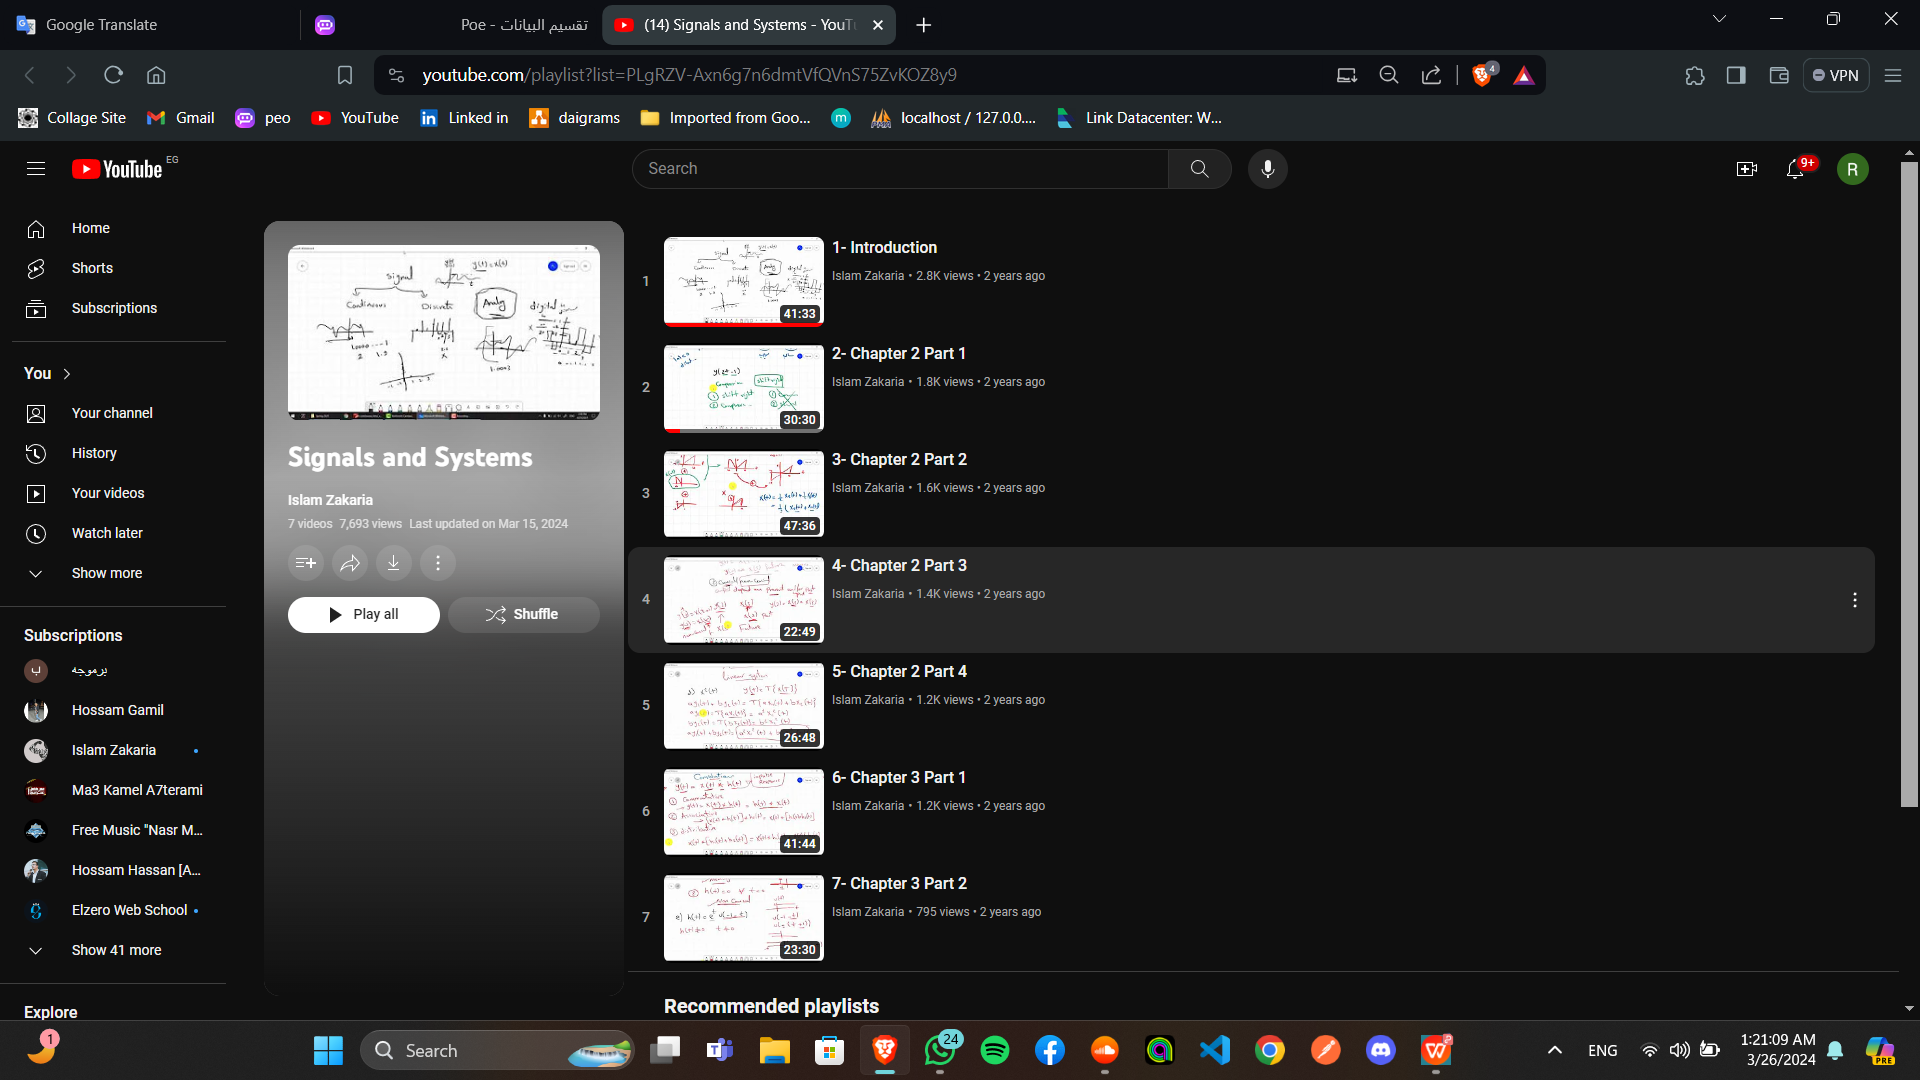 Google Translate
تقسيم البيانات - Poe
(14) Signals and Systems - YouTu
youtube.com/playlist?list=PLgRZV-Axn6g7n6dmtVfQVnS75ZvKOZ8y9
4
VPN
Collage Site
Gmail
peo
YouTube
Linked in
daigrams
Imported from Goo...
m
localhost / 127.0.0....
Link Datacenter: W...
YouTube EG
Search
9+
R
Home
Shorts
Subscriptions
You
Your channel
History
Your videos
Watch later
Show more
Subscriptions
برموجه
Hossam Gamil
Islam Zakaria
Ma3 Kamel A7terami
Free Music "Nasr M...
Hossam Hassan [A...
Elzero Web School
Show 41 more
Explore
signal
y(t)=x(t)
Continuous
Discrete
Analog
digital
Signals and Systems
Islam Zakaria
7 videos 7,693 views Last updated on Mar 15, 2024
Play all
Shuffle
1
41:33
1- Introduction
Islam Zakaria • 2.8K views • 2 years ago
2
30:30
2- Chapter 2 Part 1
Islam Zakaria • 1.8K views • 2 years ago
3
47:36
3- Chapter 2 Part 2
Islam Zakaria • 1.6K views • 2 years ago
4
22:49
4- Chapter 2 Part 3
Islam Zakaria • 1.4K views • 2 years ago
5
26:48
5- Chapter 2 Part 4
Islam Zakaria • 1.2K views • 2 years ago
6
41:44
6- Chapter 3 Part 1
Islam Zakaria • 1.2K views • 2 years ago
7
23:30
7- Chapter 3 Part 2
Islam Zakaria • 795 views • 2 years ago
Recommended playlists
1
Search
24
ENG
1:21:09 AM
3/26/2024
PRE